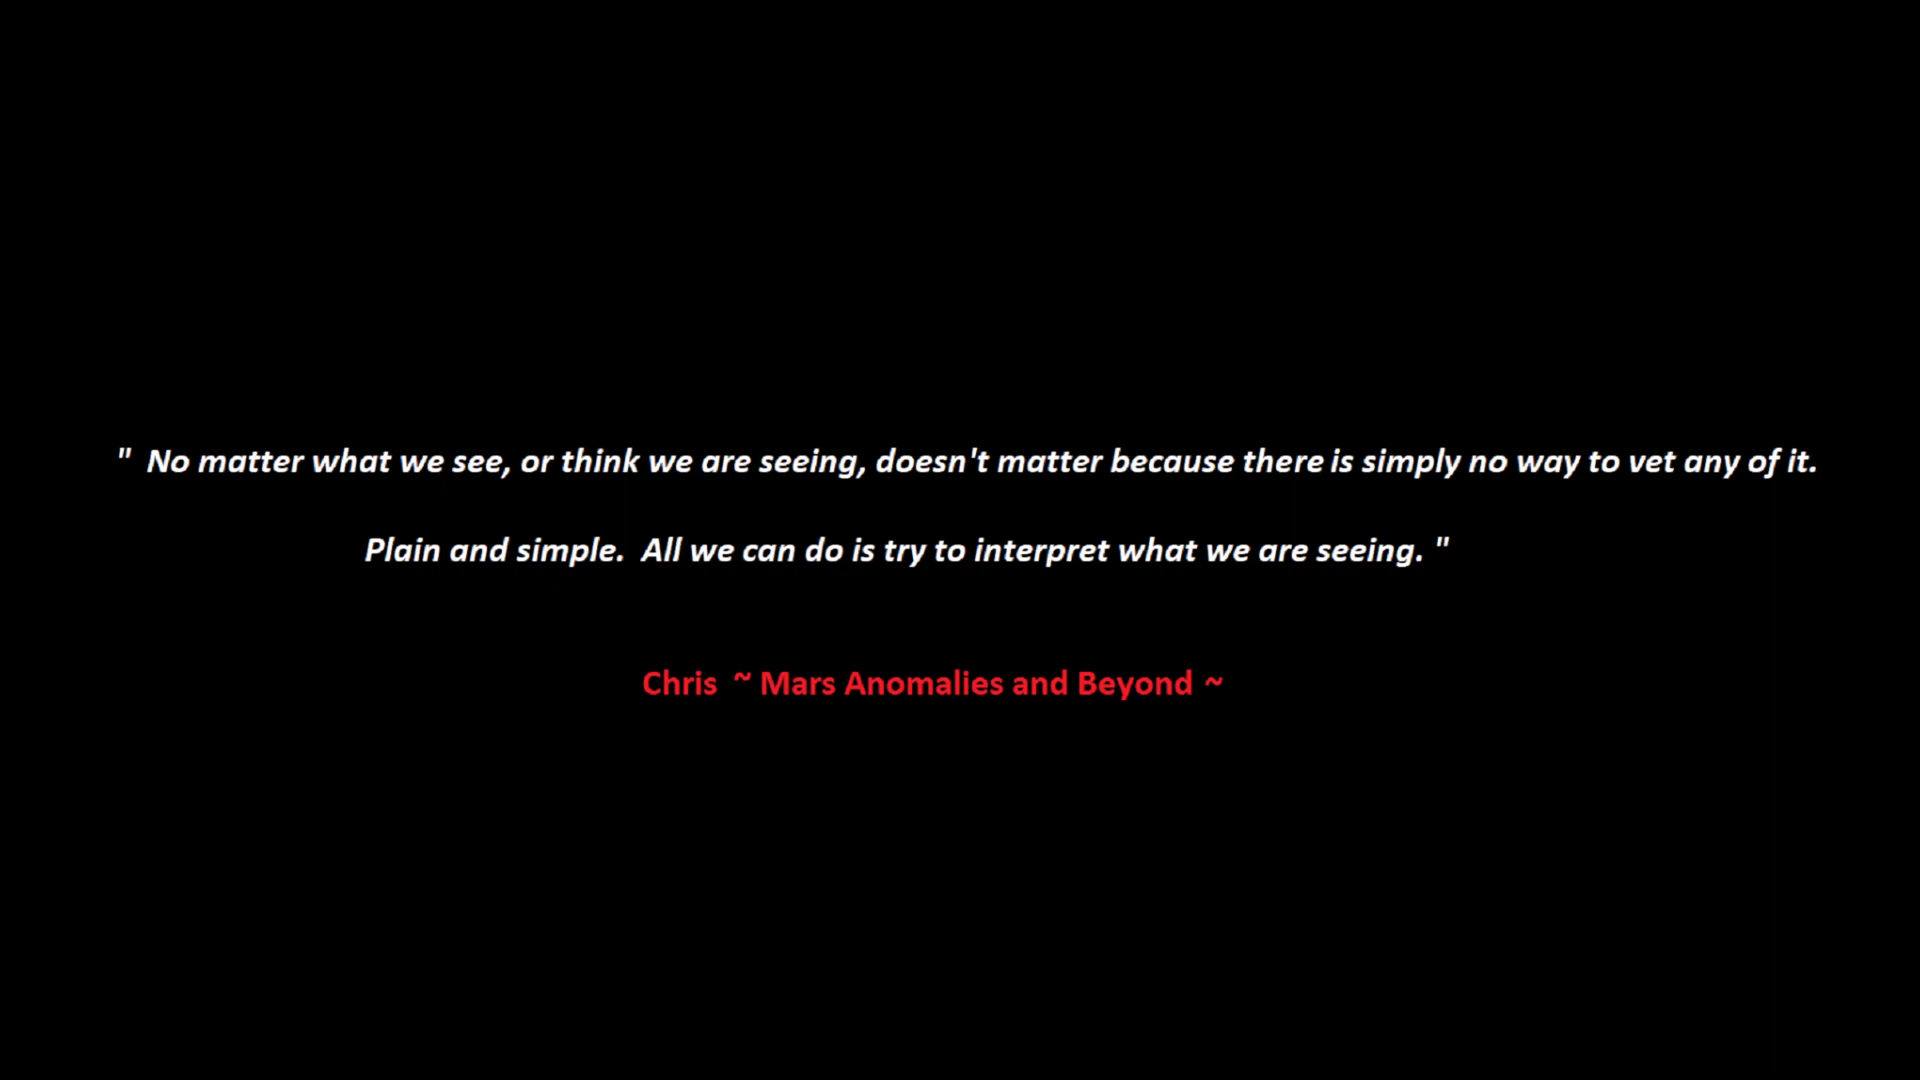 "  No matter what we see, or think we are seeing, doesn't matter because there is simply no way to vet any of it.
Plain and simple.  All we can do is try to interpret what we are seeing. "
Chris  ~ Mars Anomalies and Beyond ~